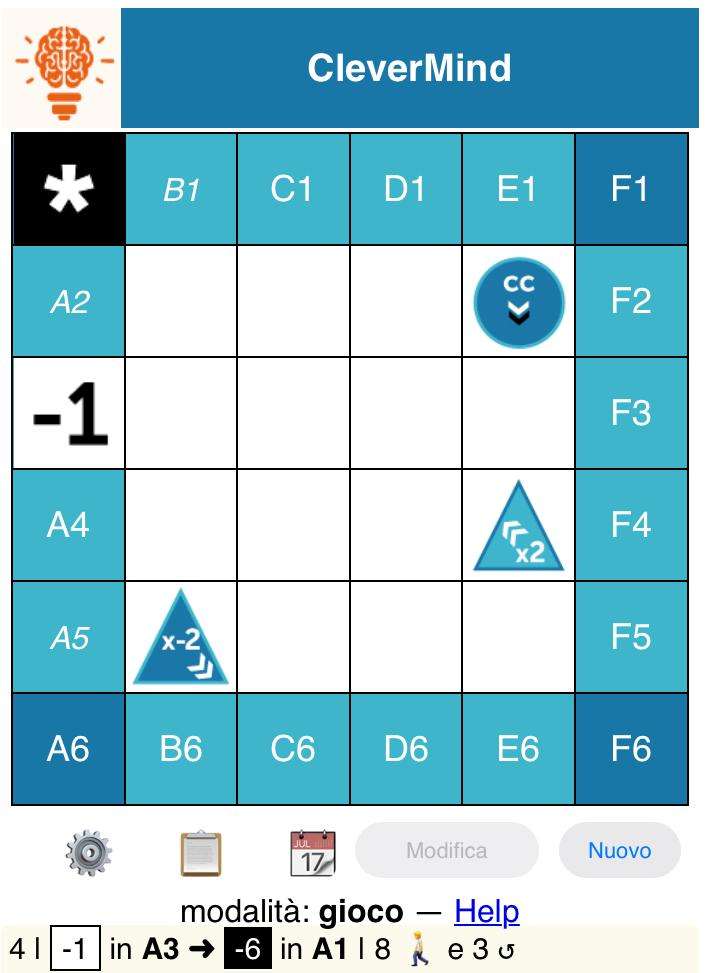 CleverMind
* B1 C1 D1 E1 F1
A2 CC F2
-1 F3
A4 x2 F4
A5 x-2 F5
A6 B6 C6 D6 E6 F6
JUL 17 Modifica Nuovo
modalità: gioco — Help
4 | -1 in A3 ➜ -6 in A1 | 8 🚶 e 3 ↺